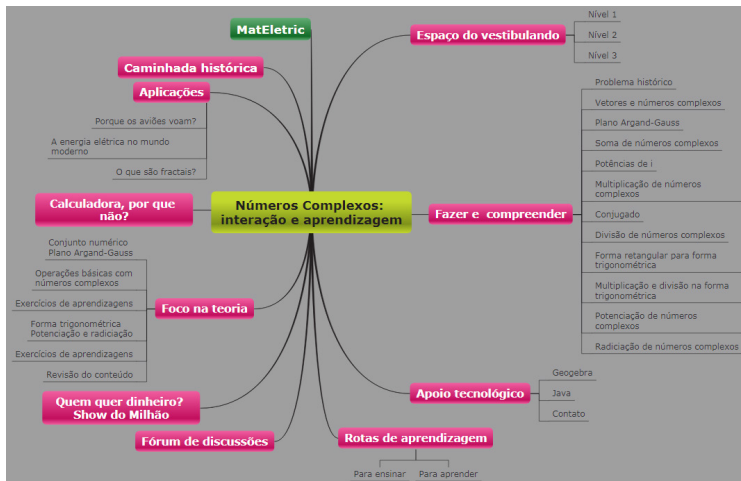 MatEletric
Caminhada histórica
Aplicações
Porque os aviões voam?
A energia elétrica no mundo
moderno
O que são fractais?
Calculadora, por que
não?
Foco na teoria
Conjunto numérico
Plano Argand-Gauss
Operações básicas com
números complexos
Exercícios de aprendizagens
Forma trigonométrica
Potenciação e radiciação
Exercícios de aprendizagens
Revisão do conteúdo
Quem quer dinheiro?
Show do Milhão
Fórum de discussões
Números Complexos:
interação e aprendizagem
Espaço do vestibulando
Nível 1
Nível 2
Nível 3
Fazer e compreender
Problema histórico
Vetores e números complexos
Plano Argand-Gauss
Soma de números complexos
Potências de i
Multiplicação de números
complexos
Conjugado
Divisão de números complexos
Forma retangular para forma
trigonométrica
Multiplicação e divisão na forma
trigonométrica
Potenciação de números
complexos
Radiciação de números complexos
Apoio tecnológico
Geogebra
Java
Contato
Rotas de aprendizagem
Para ensinar
Para aprender